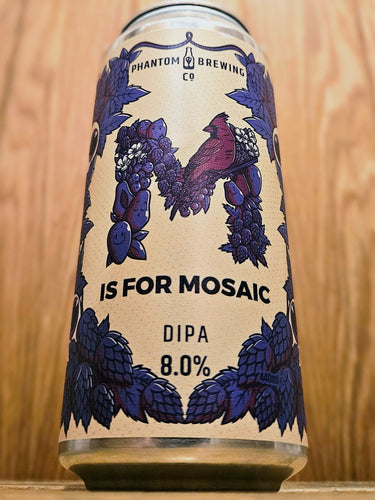 PHANTOM BREWING
Co
M
IS FOR MOSAIC
DIPA
8.0%